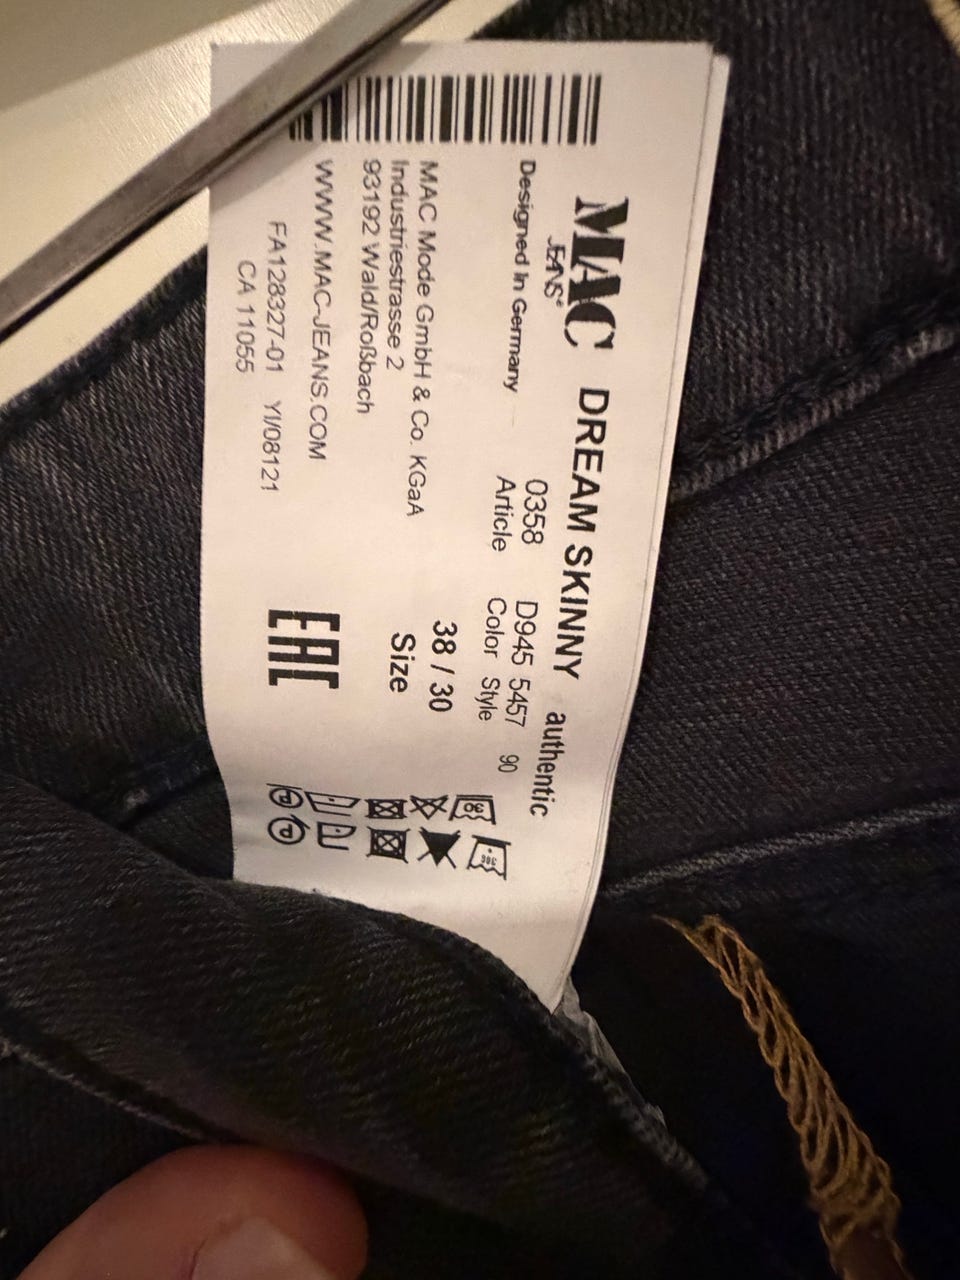 MAC DREAM SKINNY authentic
JEANS®
0358 D945 5457 90
Designed In Germany Article Color Style
MAC Mode GmbH & Co. KGaA
Industriestrasse 2
93192 Wald/Roßbach
38 / 30
Size
WWW.MAC-JEANS.COM
FA128327-01 YI/08121
CA 11055
EAC
P P